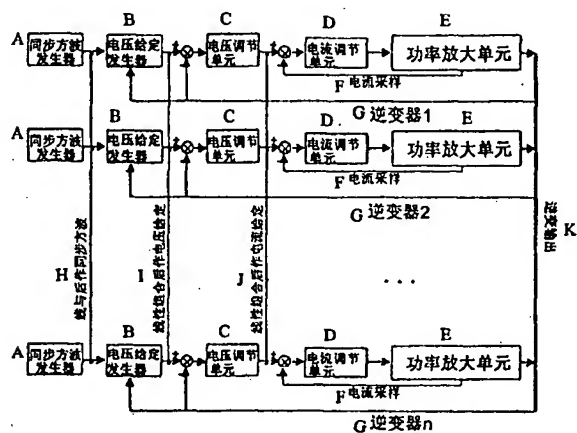 B
C
D
E
A
同步方波
发生器
电压给定
发生器
电压调节
单元
电流调节
单元
功率放大单元
F电流采样
G 逆变器1
A
B
C
D
E
同步方波
发生器
电压给定
发生器
电压调节
单元
电流调节
单元
功率放大单元
F电流采样
G 逆变器2
H
线与后作同步方波
I
线性组合后作电压给定
J
线性组合后作电流给定
...
逆变输出
K
A
B
C
D
E
同步方波
发生器
电压给定
发生器
电压调节
单元
电流调节
单元
功率放大单元
F电流采样
G 逆变器n